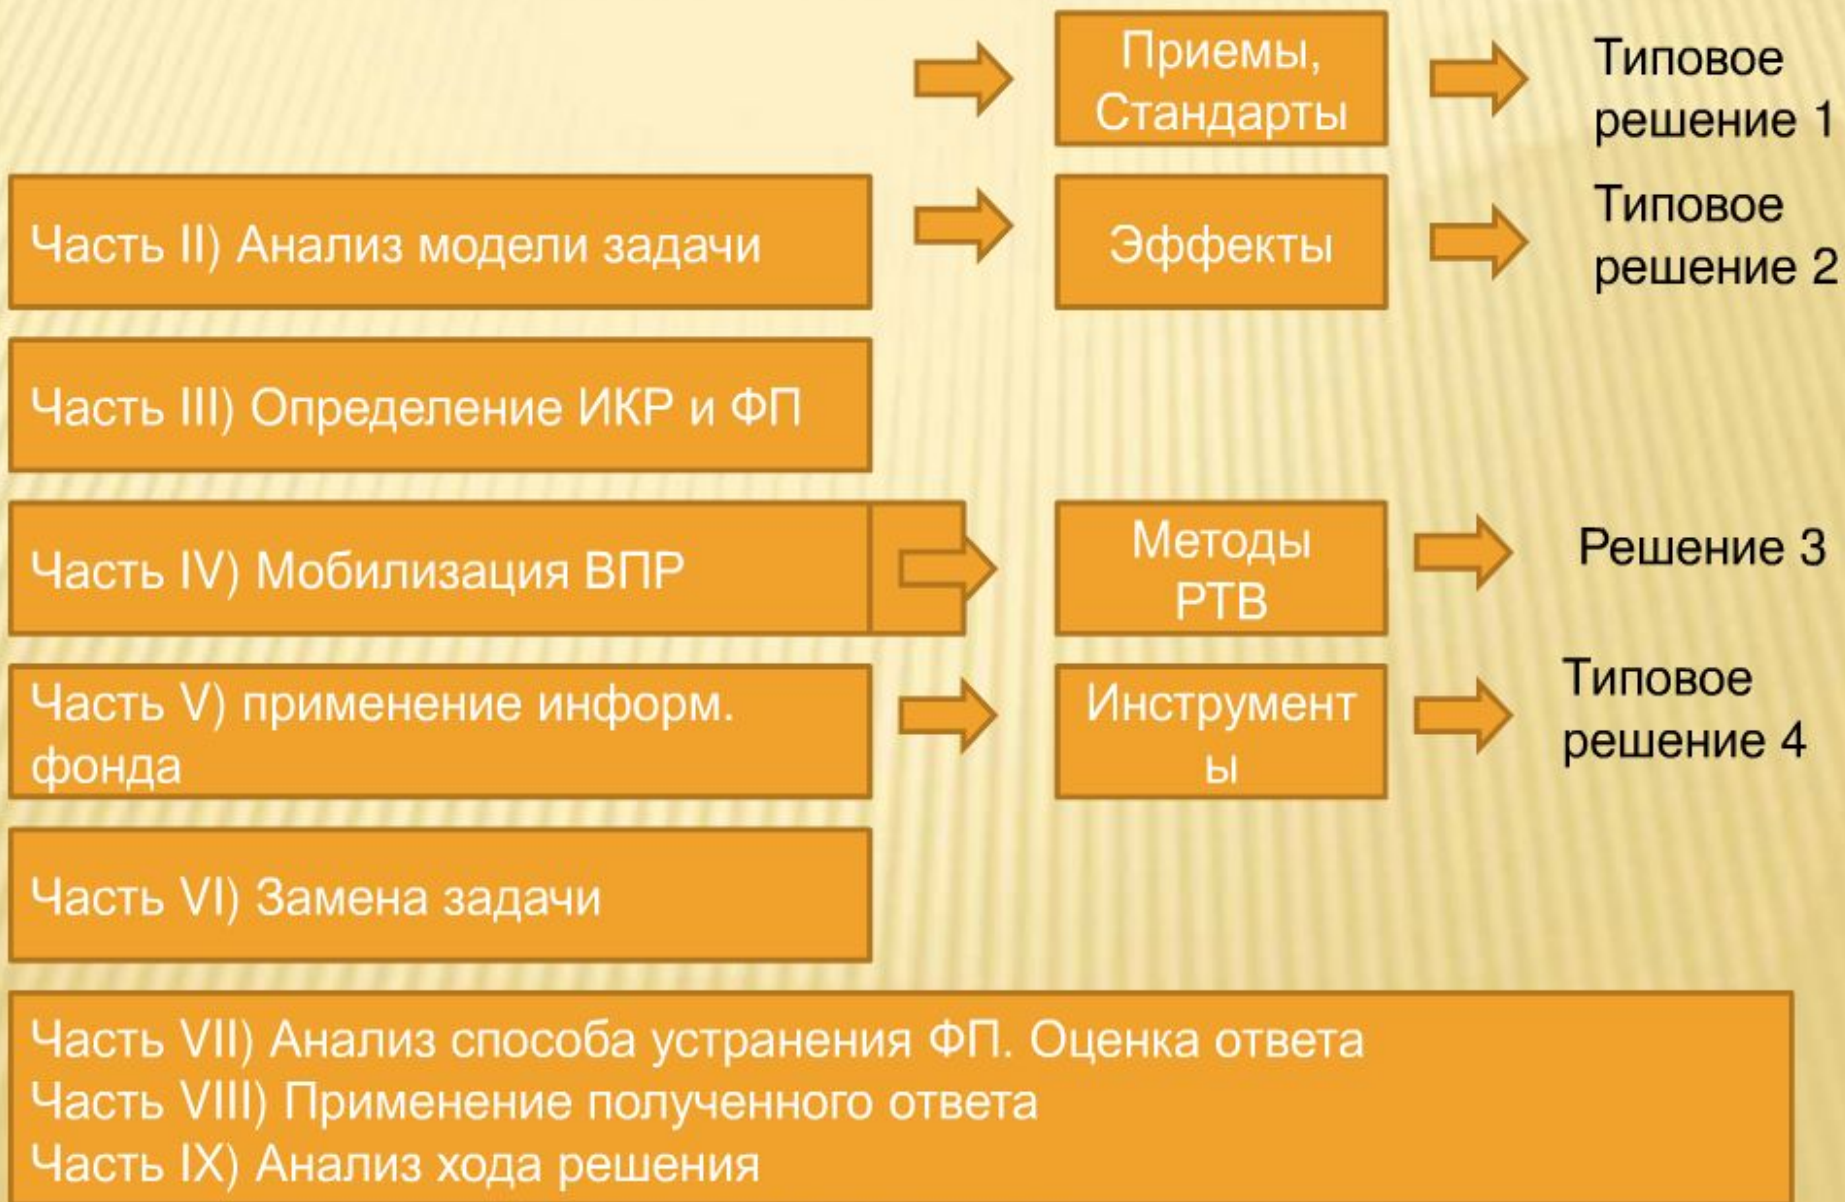 Приемы,
Стандарты
Типовое
решение 1
Часть II) Анализ модели задачи
Эффекты
Типовое
решение 2
Часть III) Определение ИКР и ФП
Часть IV) Мобилизация ВПР
Методы
РТВ
Решение 3
Часть V) применение информ.
фонда
Инструмент
ы
Типовое
решение 4
Часть VI) Замена задачи
Часть VII) Анализ способа устранения ФП. Оценка ответа
Часть VIII) Применение полученного ответа
Часть IX) Анализ хода решения